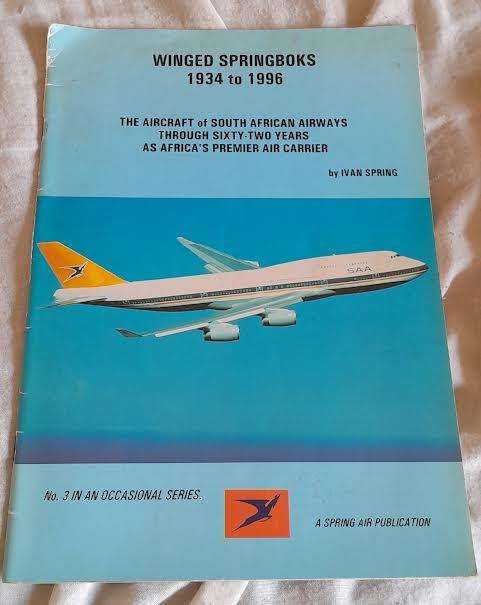 WINGED SPRINGBOKS
1934 to 1996
THE AIRCRAFT of SOUTH AFRICAN AIRWAYS
THROUGH SIXTY-TWO YEARS
AS AFRICA'S PREMIER AIR CARRIER
by IVAN SPRING
SAA
No. 3 IN AN OCCASIONAL SERIES.
A SPRING AIR PUBLICATION